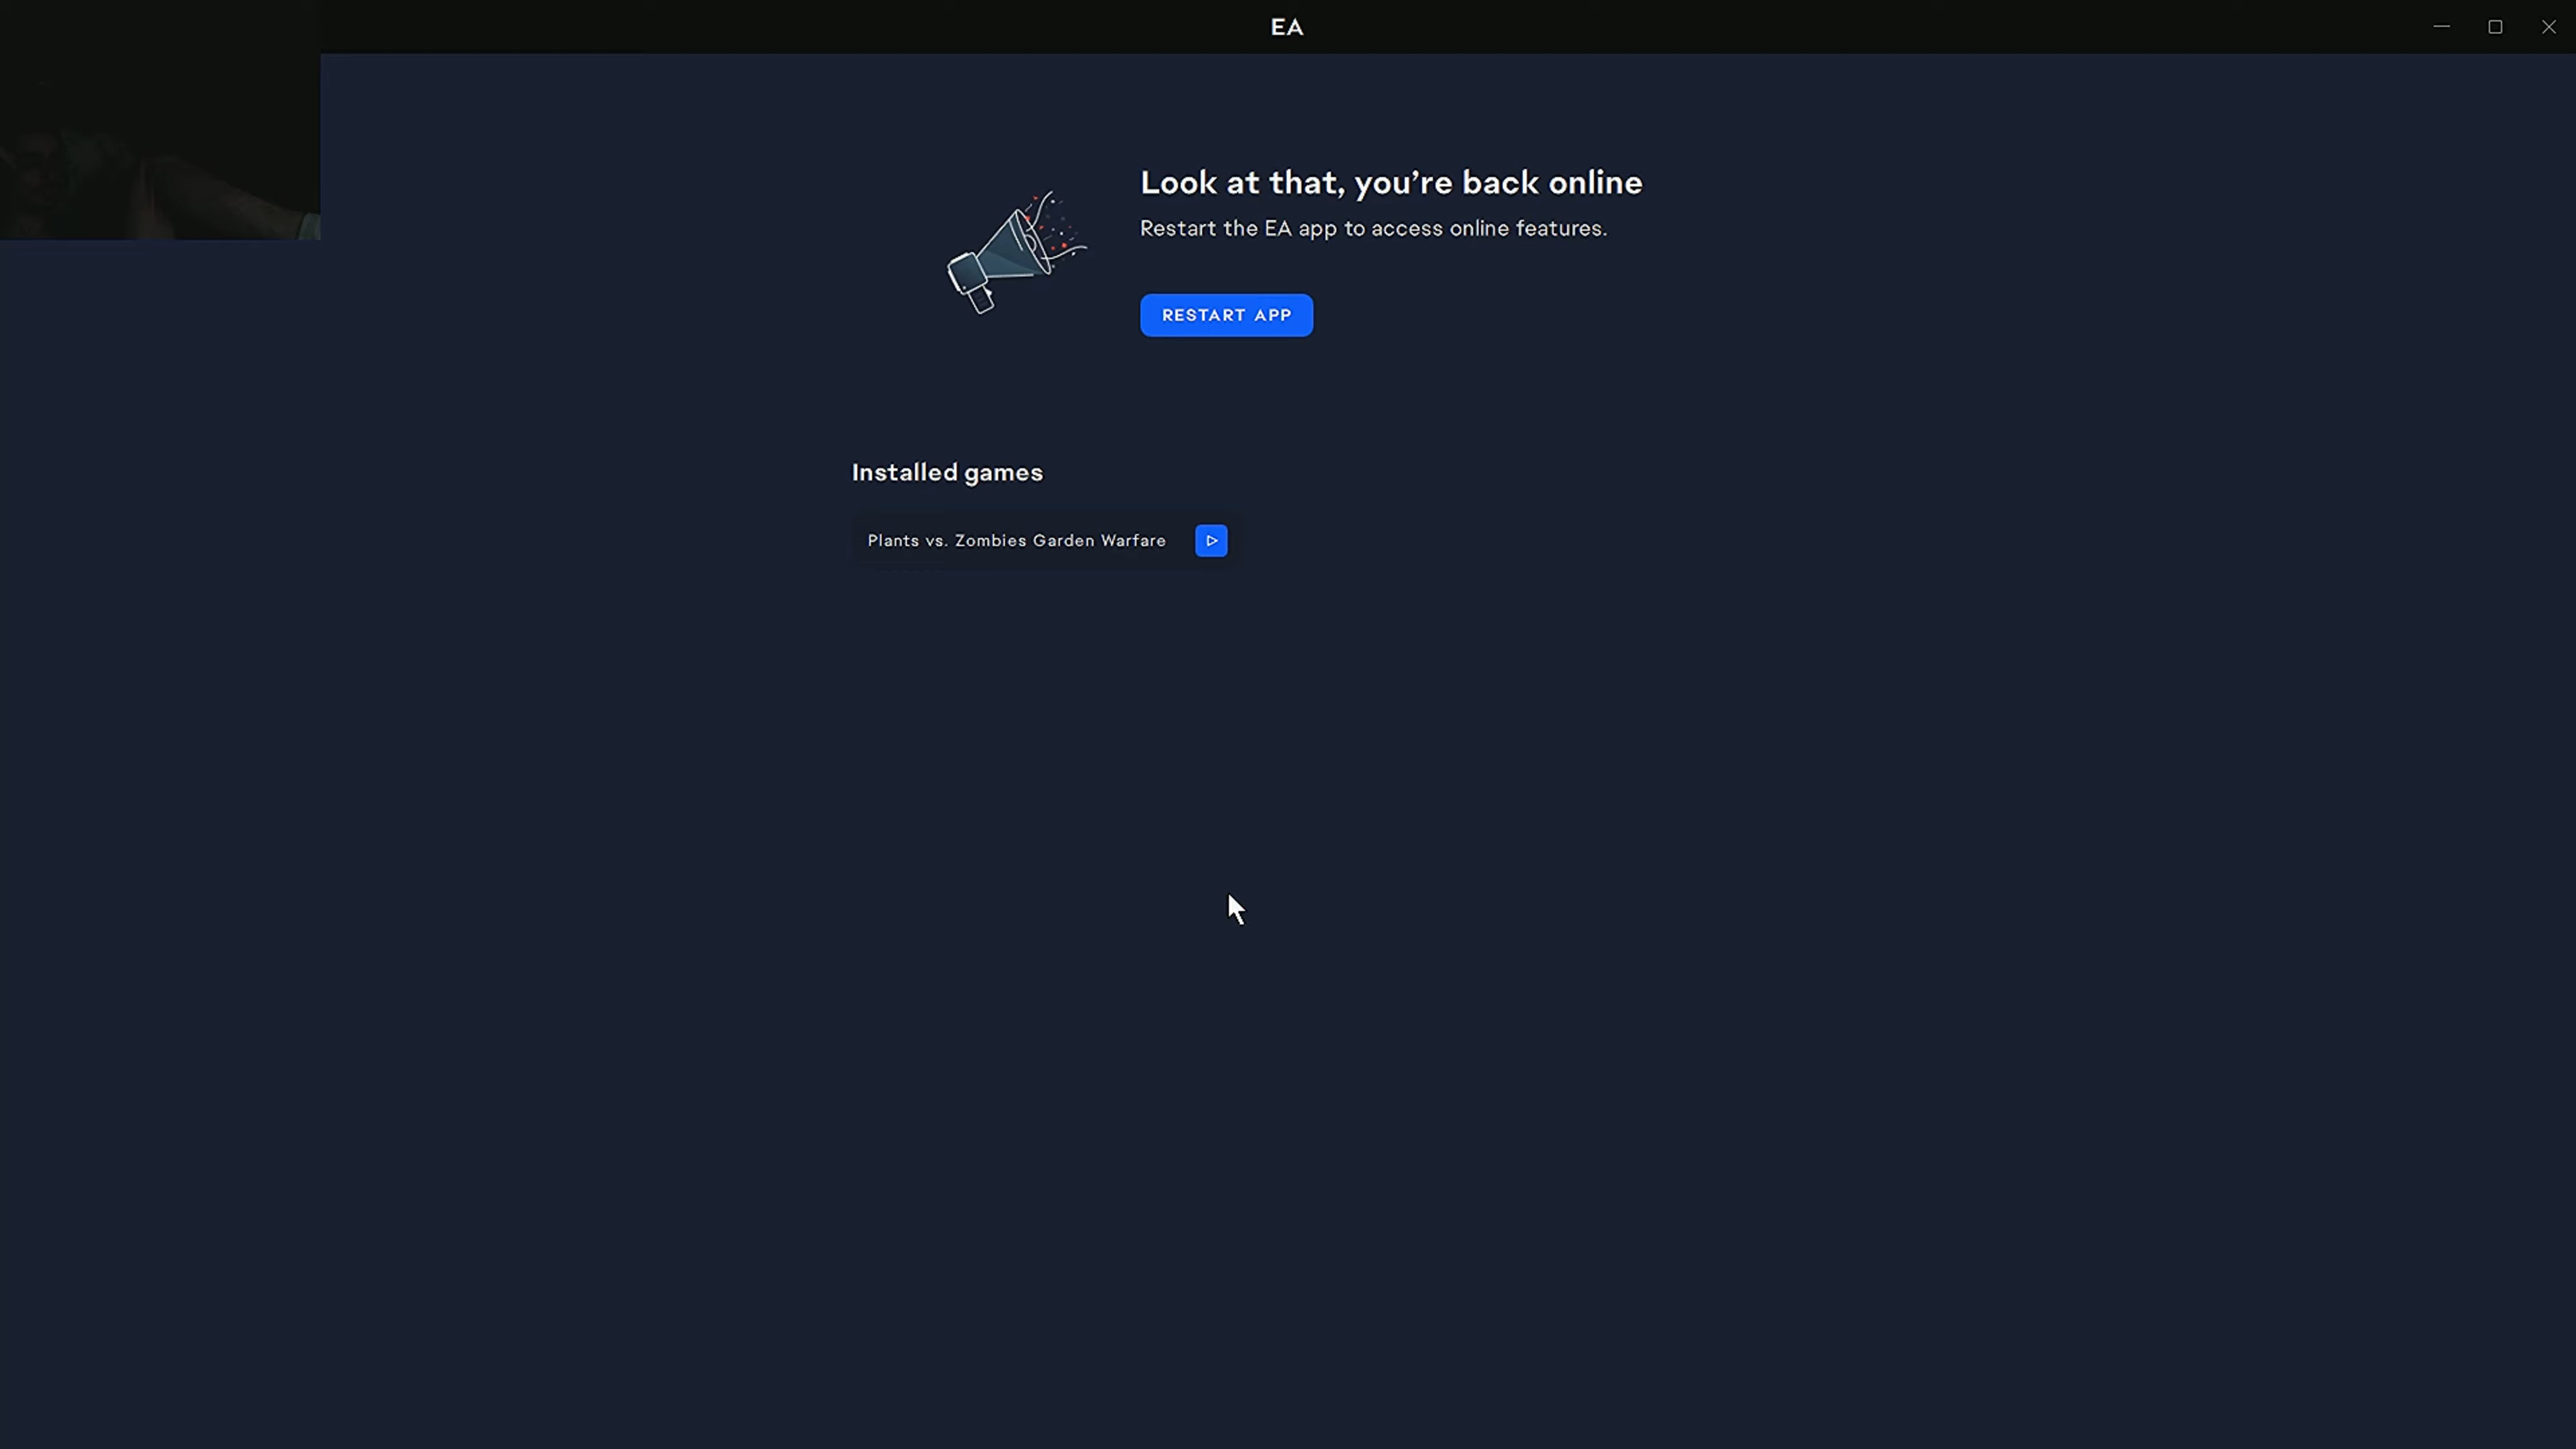 EA
Look at that, you’re back online
Restart the EA app to access online features.
RESTART APP
Installed games
Plants vs. Zombies Garden Warfare